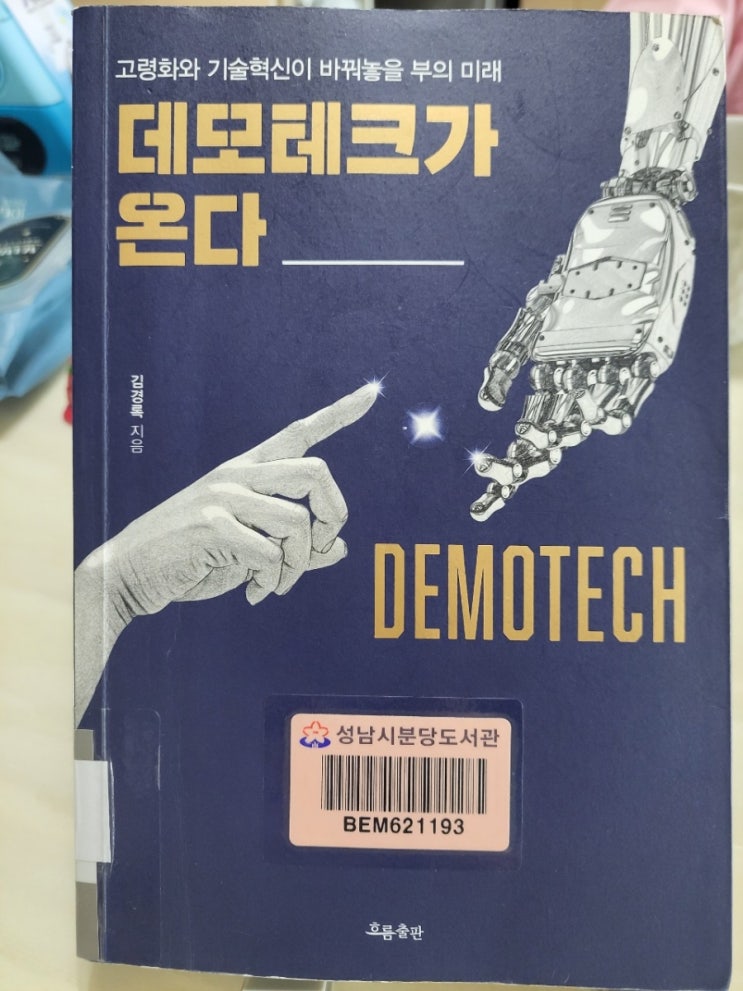 고령화와 기술혁신이 바꿔놓을 부의 미래
데모테크가
온다
김경록 지음
DEMOTECH
성남시분당도서관
BEM621193
흐름출판